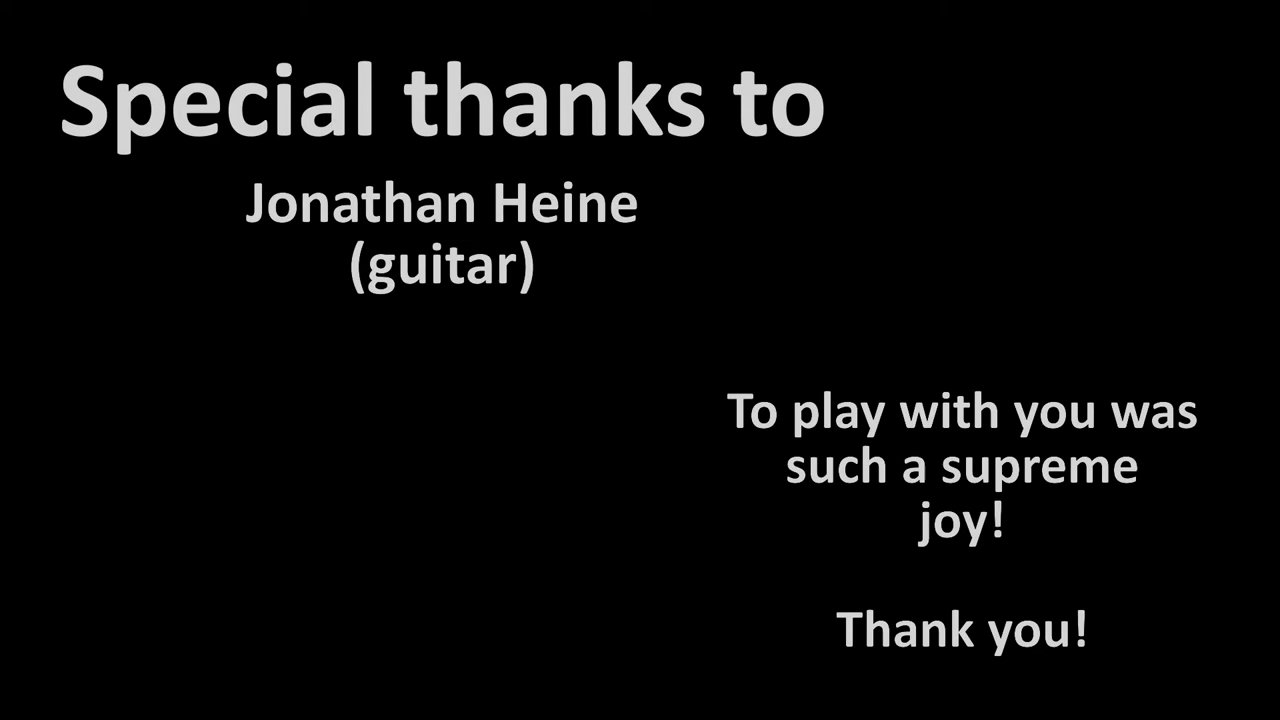 Special thanks to
Jonathan Heine
(guitar)
To play with you was
such a supreme
joy!
Thank you!